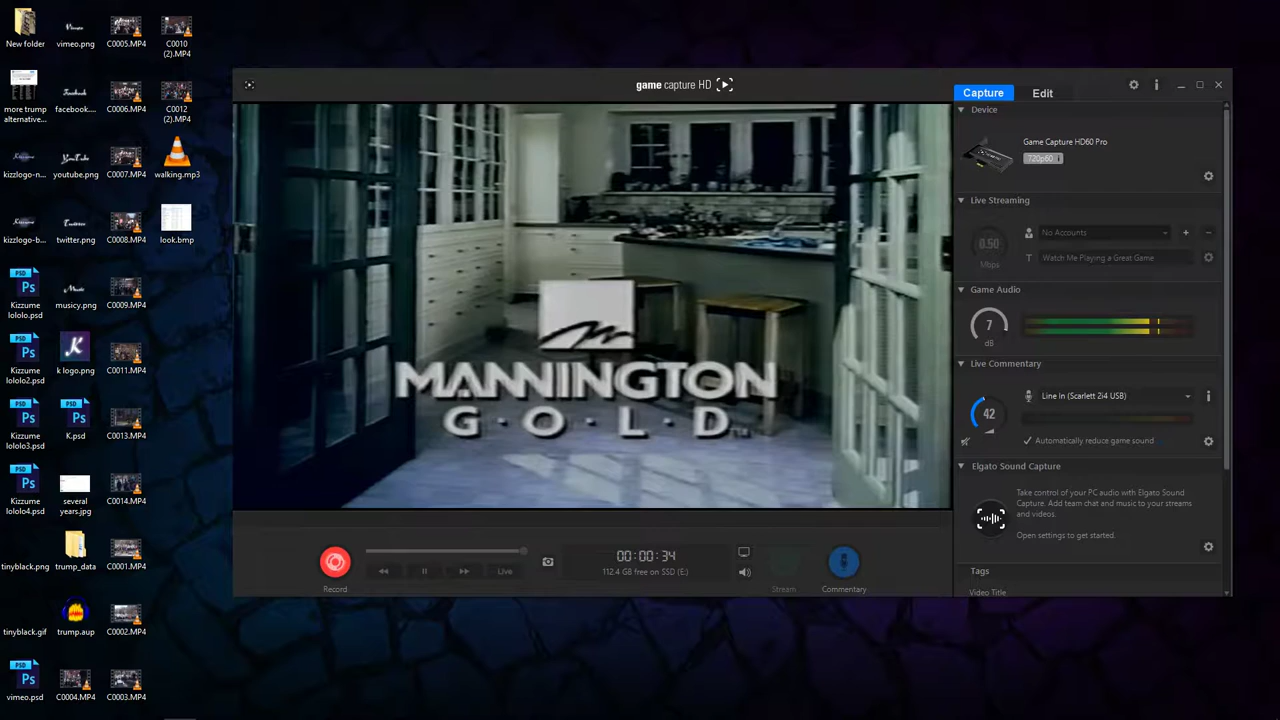 New folder
vimeo.png
C0005.MP4
C0010
(2).MP4
more trump
alternative...
facebook....
C0006.MP4
C0012
(2).MP4
kizzlogo-n...
youtube.png
C0007.MP4
walking.mp3
kizzlogo-b...
twitter.png
C0008.MP4
look.bmp
Kizzume
lololo.psd
musicy.png
C0009.MP4
Kizzume
lololo2.psd
k logo.png
C0011.MP4
Kizzume
lololo3.psd
K.psd
C0013.MP4
Kizzume
lololo4.psd
several
years.jpg
C0014.MP4
tinyblack.png
trump_data
C0001.MP4
tinyblack.gif
trump.aup
C0002.MP4
vimeo.psd
C0004.MP4
C0003.MP4
game capture HD
MANNINGTON
G·O·L·D
Record
Live
00:00:34
112.4 GB free on SSD (E:)
Stream
Commentary
Capture
Edit
Device
Game Capture HD60 Pro
720p60
Live Streaming
0.50
Mbps
No Accounts
Watch Me Playing a Great Game
Game Audio
7
dB
Live Commentary
42
Line In (Scarlett 2i4 USB)
Automatically reduce game sound
Elgato Sound Capture
Take control of your PC audio with Elgato Sound
Capture. Add team chat and music to your streams
and videos.
Open settings to get started.
Tags
Video Title